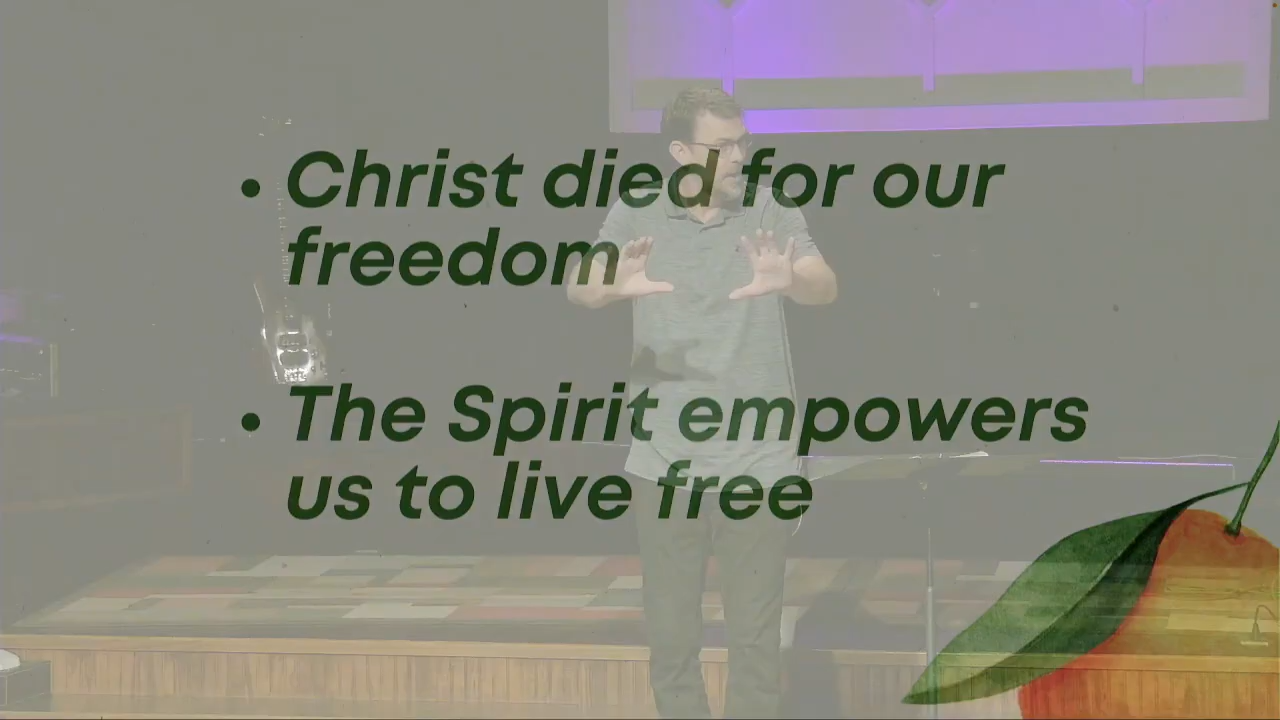 • Christ died for our
freedom
• The Spirit empowers
us to live free